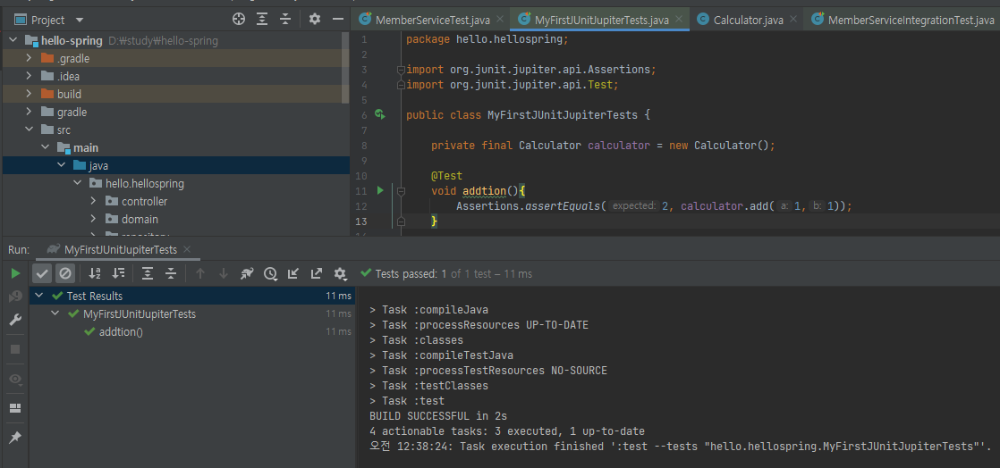 Project
hello-spring D:₩study₩hello-spring
.gradle
.idea
build
gradle
src
main
java
hello.hellospring
controller
domain
MemberServiceTest.java
MyFirstJUnitJupiterTests.java
Calculator.java
MemberServiceIntegrationTest.java
1 package hello.hellospring;
2
3 import org.junit.jupiter.api.Assertions;
4 import org.junit.jupiter.api.Test;
5
6 public class MyFirstJUnitJupiterTests {
7
8 private final Calculator calculator = new Calculator();
9
10 @Test
11 void addtion(){
12 Assertions.assertEquals( expected: 2, calculator.add( a: 1, b: 1));
13 }
Run: MyFirstJUnitJupiterTests
Tests passed: 1 of 1 test – 11 ms
Test Results 11 ms
MyFirstJUnitJupiterTests 11 ms
addtion() 11 ms
> Task :compileJava
> Task :processResources UP-TO-DATE
> Task :classes
> Task :compileTestJava
> Task :processTestResources NO-SOURCE
> Task :testClasses
> Task :test
BUILD SUCCESSFUL in 2s
4 actionable tasks: 3 executed, 1 up-to-date
오전 12:38:24: Task execution finished ':test --tests "hello.hellospring.MyFirstJUnitJupiterTests"'.